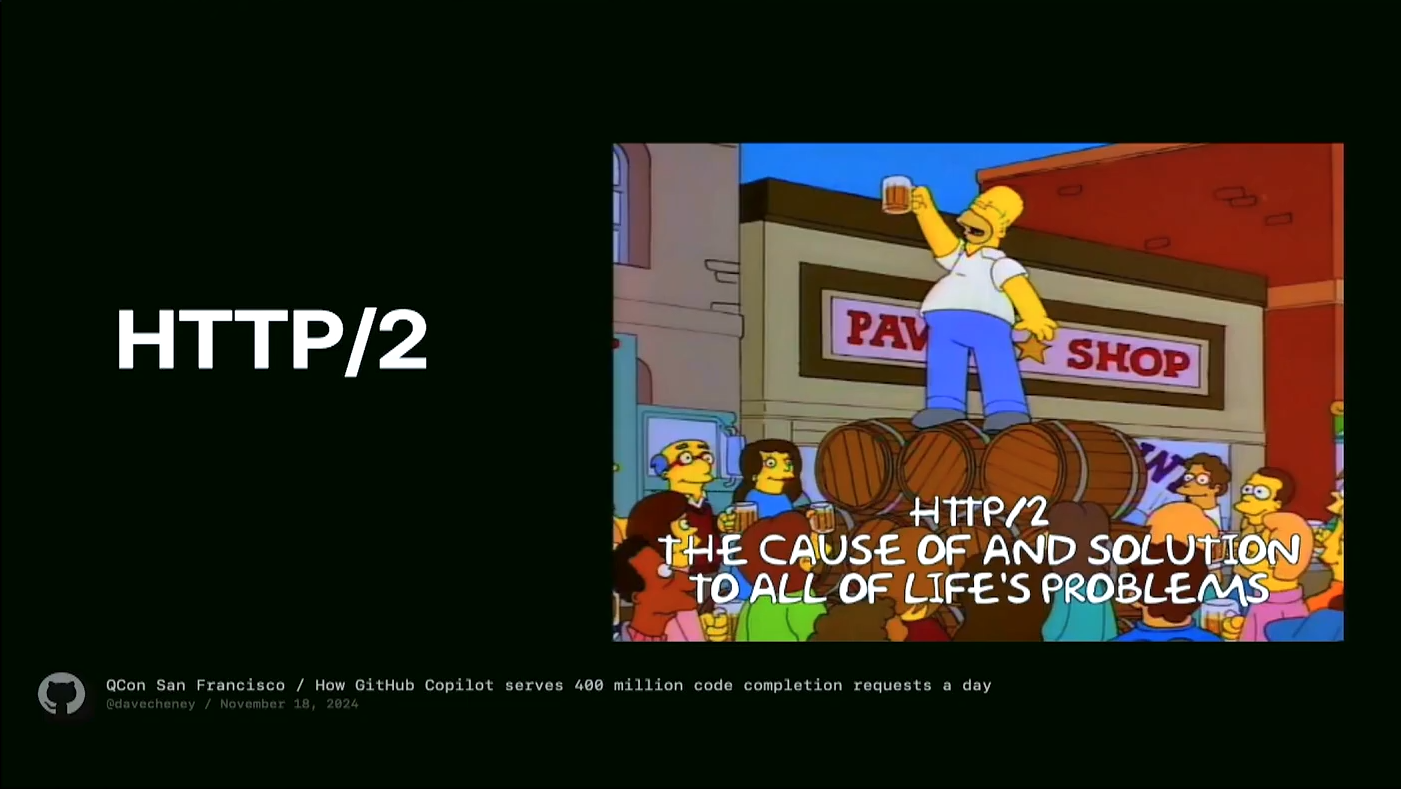 HTTP/2
PAV SHOP
HTTP/2
THE CAUSE OF AND SOLUTION
TO ALL OF LIFE'S PROBLEMS
QCon San Francisco / How GitHub Copilot serves 400 million code completion requests a day
@davecheney / November 18, 2024